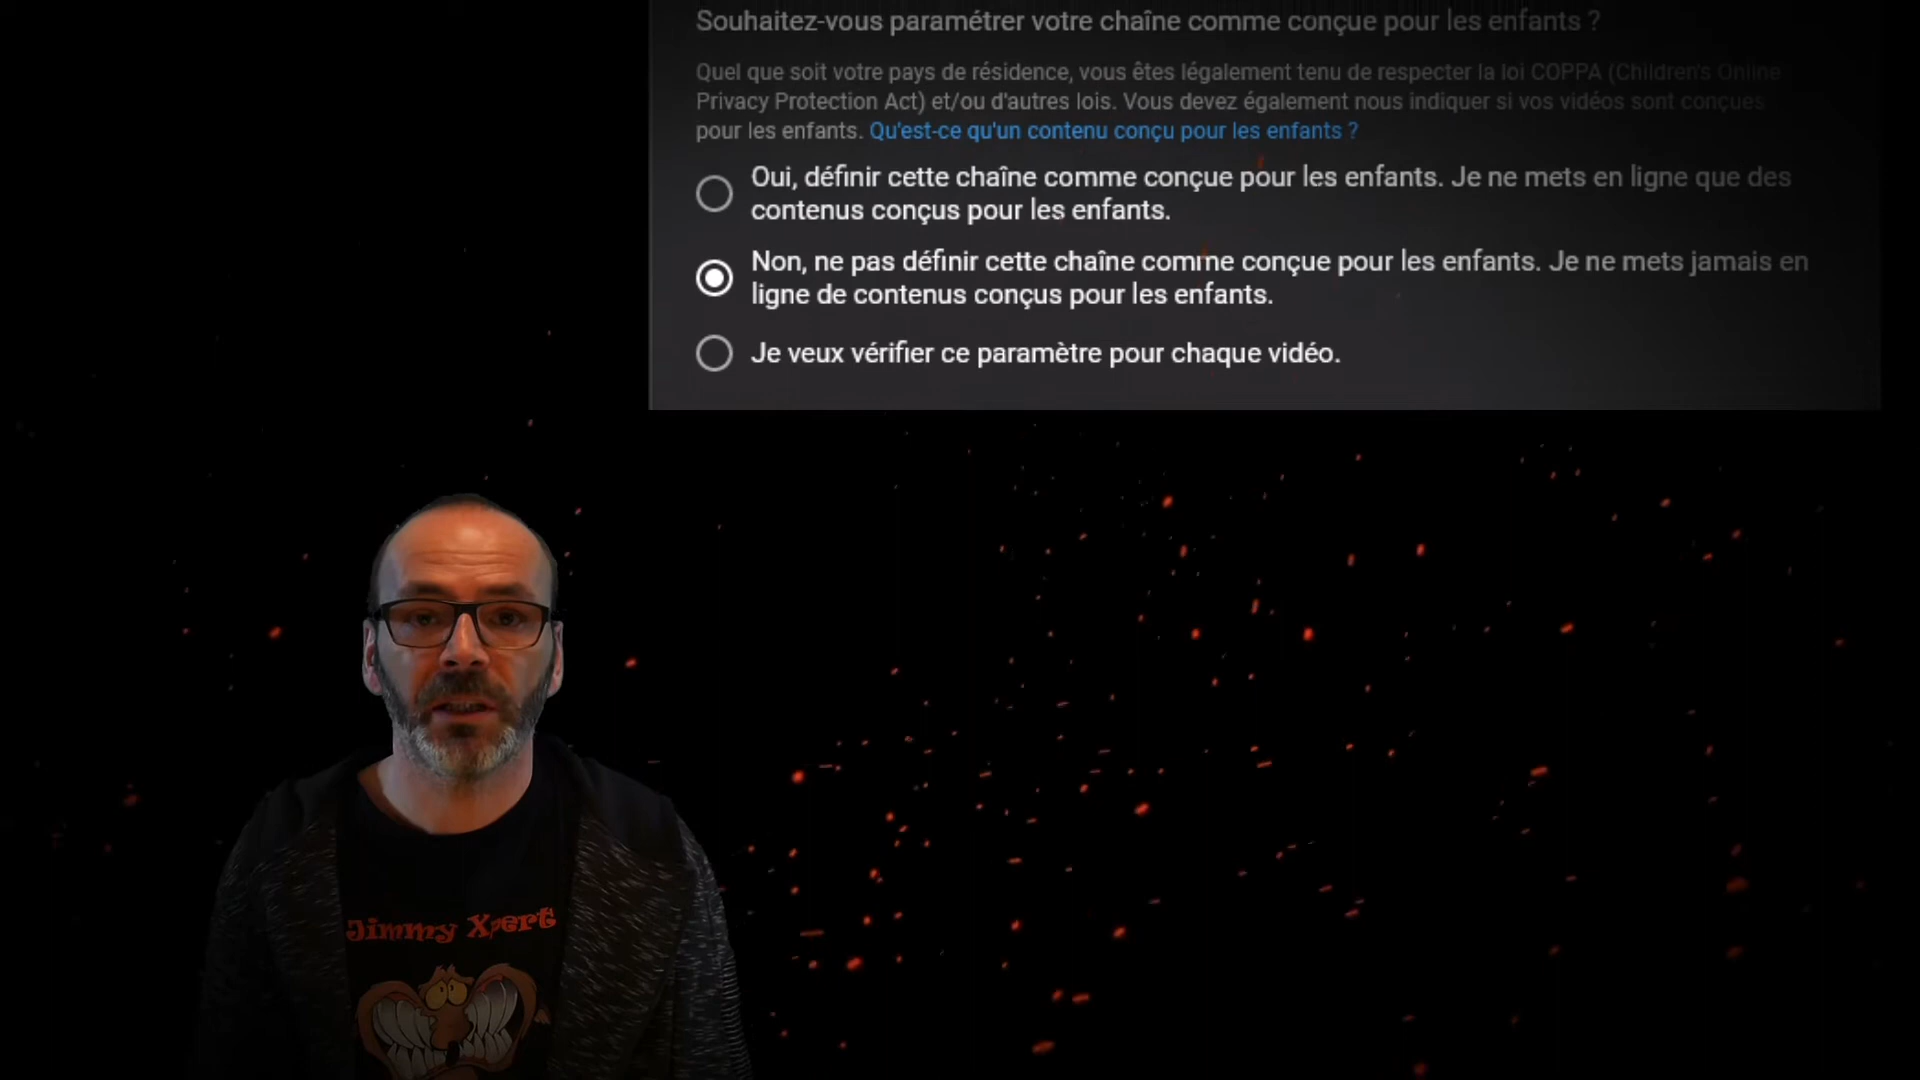 Souhaitez-vous paramétrer votre chaîne comme conçue pour les enfants ?
Quel que soit votre pays de résidence, vous êtes légalement tenu de respecter la loi COPPA (Children's Online
Privacy Protection Act) et/ou d'autres lois. Vous devez également nous indiquer si vos vidéos sont conçues
pour les enfants. Qu'est-ce qu'un contenu conçu pour les enfants ?
Oui, définir cette chaîne comme conçue pour les enfants. Je ne mets en ligne que des
contenus conçus pour les enfants.
Non, ne pas définir cette chaîne comme conçue pour les enfants. Je ne mets jamais en
ligne de contenus conçus pour les enfants.
Je veux vérifier ce paramètre pour chaque vidéo.
Jimmy Xpert